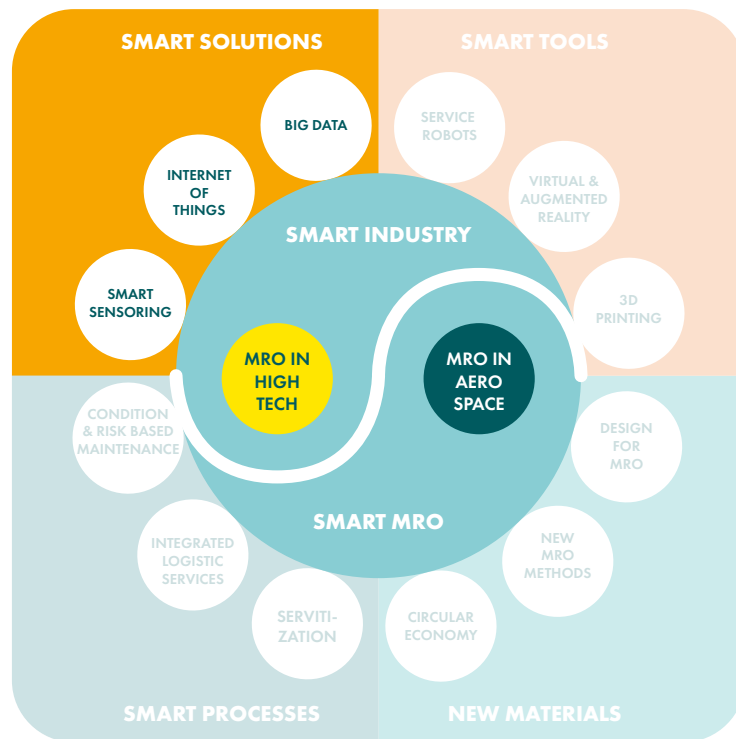 SMART SOLUTIONS
SMART TOOLS
BIG DATA
SERVICE
ROBOTS
INTERNET
OF
THINGS
VIRTUAL &
AUGMENTED
REALITY
SMART INDUSTRY
SMART
SENSORING
3D
PRINTING
MRO IN
HIGH
TECH
MRO IN
AERO
SPACE
CONDITION
& RISK BASED
MAINTENANCE
DESIGN
FOR
MRO
SMART MRO
INTEGRATED
LOGISTIC
SERVICES
NEW
MRO
METHODS
SERVITI-
ZATION
CIRCULAR
ECONOMY
SMART PROCESSES
NEW MATERIALS